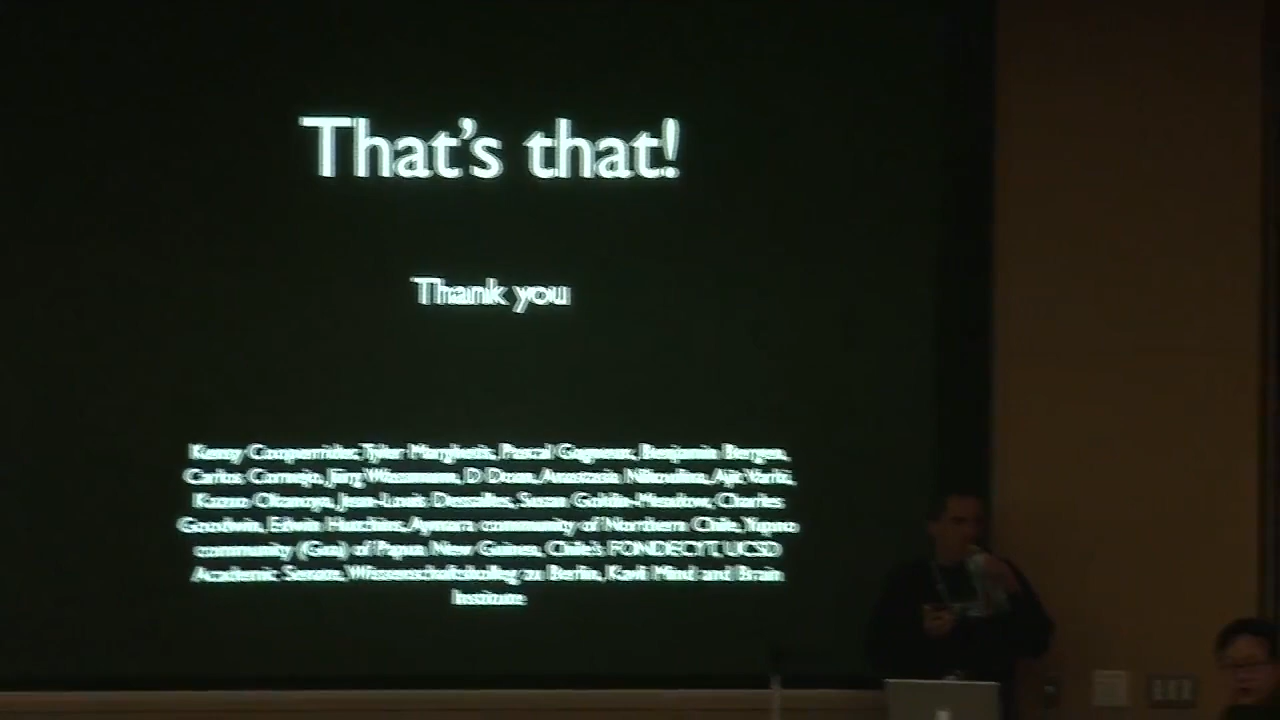 That's that!
Thank you
Kensy Cooperrider, Tyler Marghetis, Pascal Gagneux, Benjamin Bergen,
Carlos Cornejo, Jürg Wassmann, D Doan, Anastasia Nikoulina, Ajit Varki,
Kazuo Okanoya, Jean-Louis Dessalles, Susan Goldin-Meadow, Charles
Goodwin, Edwin Hutchins, Aymara community of Northern Chile, Yupno
community (Gua) of Papua New Guinea, Chile's FONDECYT, UCSD
Academic Senate, Wissenschaftskolleg zu Berlin, Kavli Mind and Brain
Institute